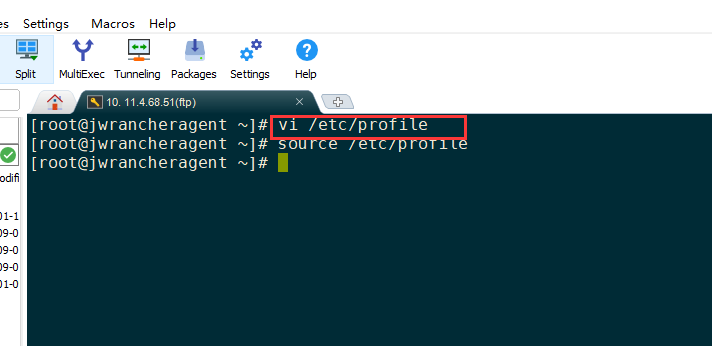 es Settings Macros Help
Split MultiExec Tunneling Packages Settings Help
10. 11.4.68.51(ftp)
[root@jwrancheragent ~]# vi /etc/profile
[root@jwrancheragent ~]# source /etc/profile
[root@jwrancheragent ~]#
odifi
01-1
09-0
09-0
09-0
01-0